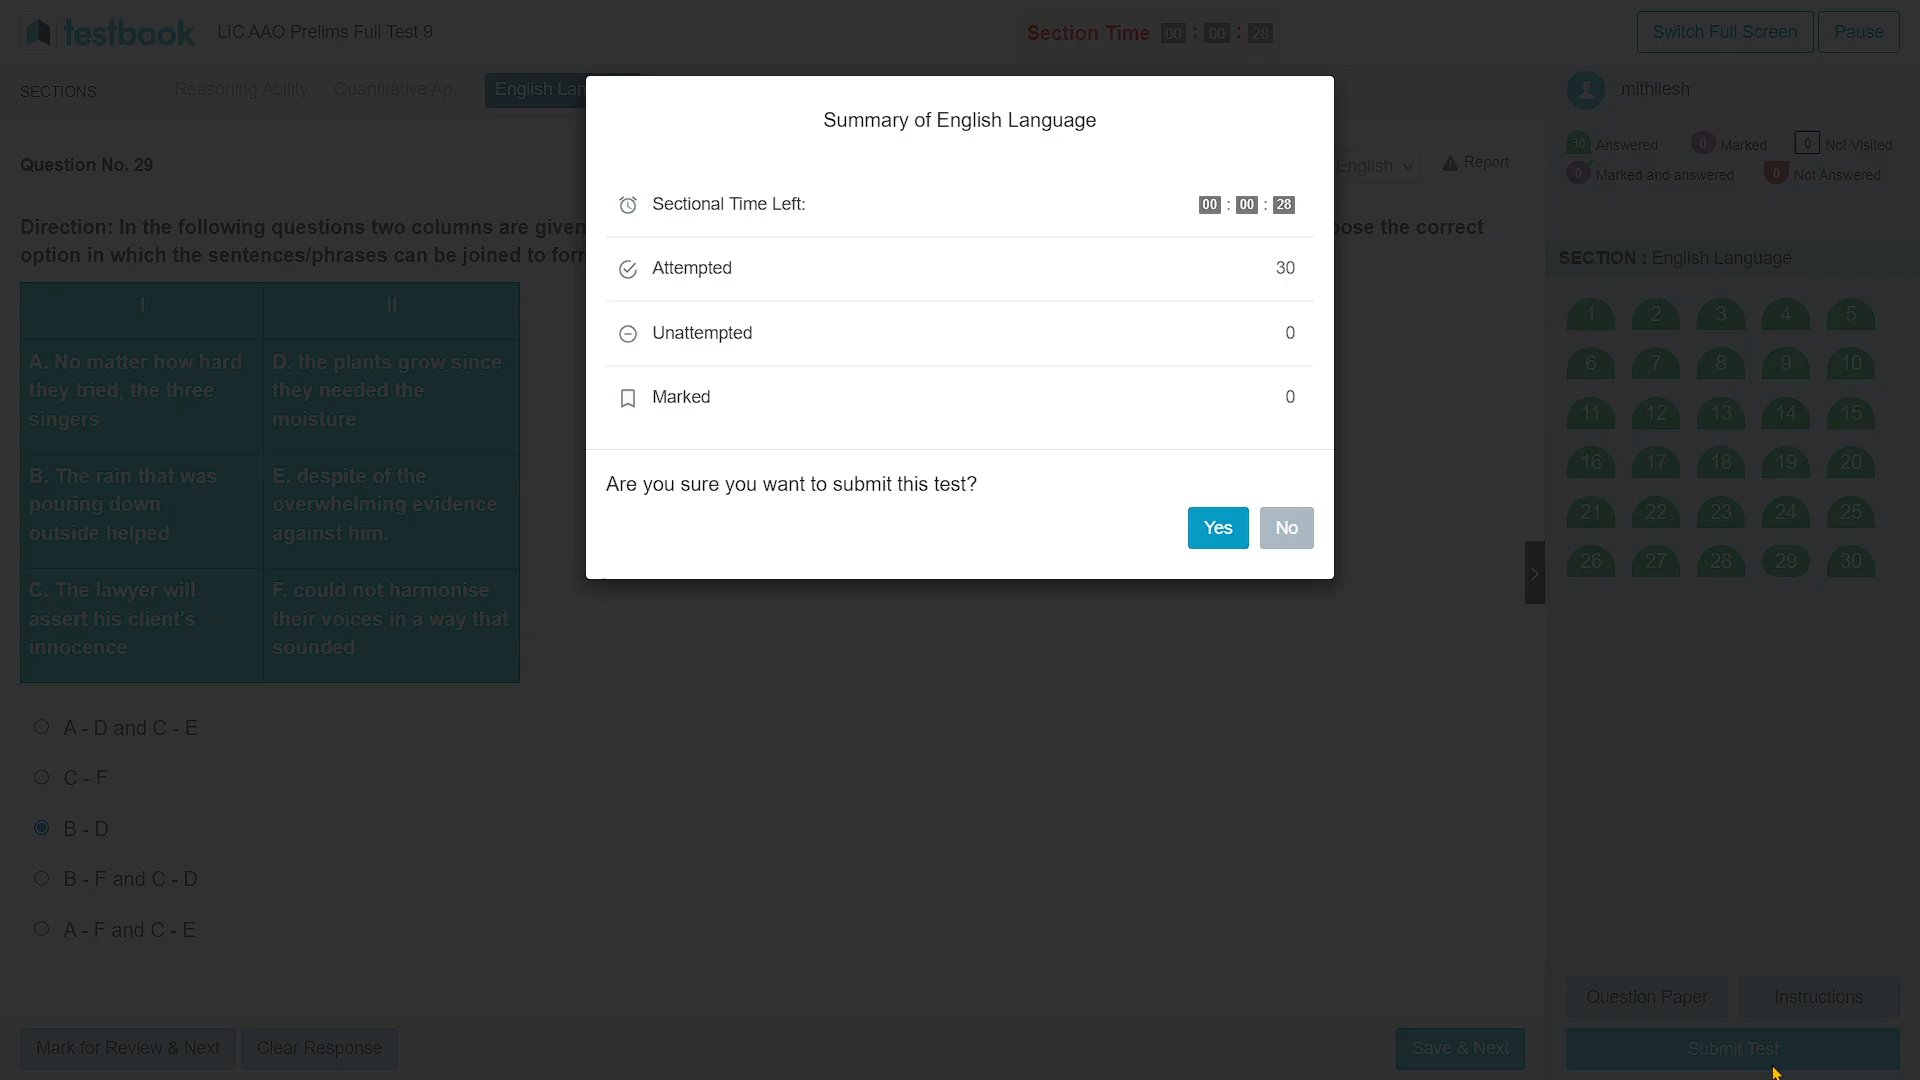 testbook LIC AAO Prelims Full Test 9
Section Time 00 : 00 : 28
Switch Full Screen Pause
SECTIONS Reasoning Ability Quantitative Ap... English Lan
mithilesh
30 Answered 0 Marked 0 Not Visited
0 Marked and answered 0 Not Answered
Question No. 29
English Report
Direction: In the following questions two columns are given
oose the correct
option in which the sentences/phrases can be joined to for
I II
A. No matter how hard
they tried, the three
singers
D. the plants grow since
they needed the
moisture
B. The rain that was
pouring down
outside helped
E. despite of the
overwhelming evidence
against him.
C. The lawyer will
assert his client's
innocence
F. could not harmonise
their voices in a way that
sounded
A - D and C - E
C - F
B - D
B - F and C - D
A - F and C - E
Mark for Review & Next Clear Response Save & Next
Summary of English Language
Sectional Time Left: 00 : 00 : 28
Attempted 30
Unattempted 0
Marked 0
Are you sure you want to submit this test?
Yes No
SECTION : English Language
1 2 3 4 5
6 7 8 9 10
11 12 13 14 15
16 17 18 19 20
21 22 23 24 25
26 27 28 29 30
Question Paper Instructions
Submit Test